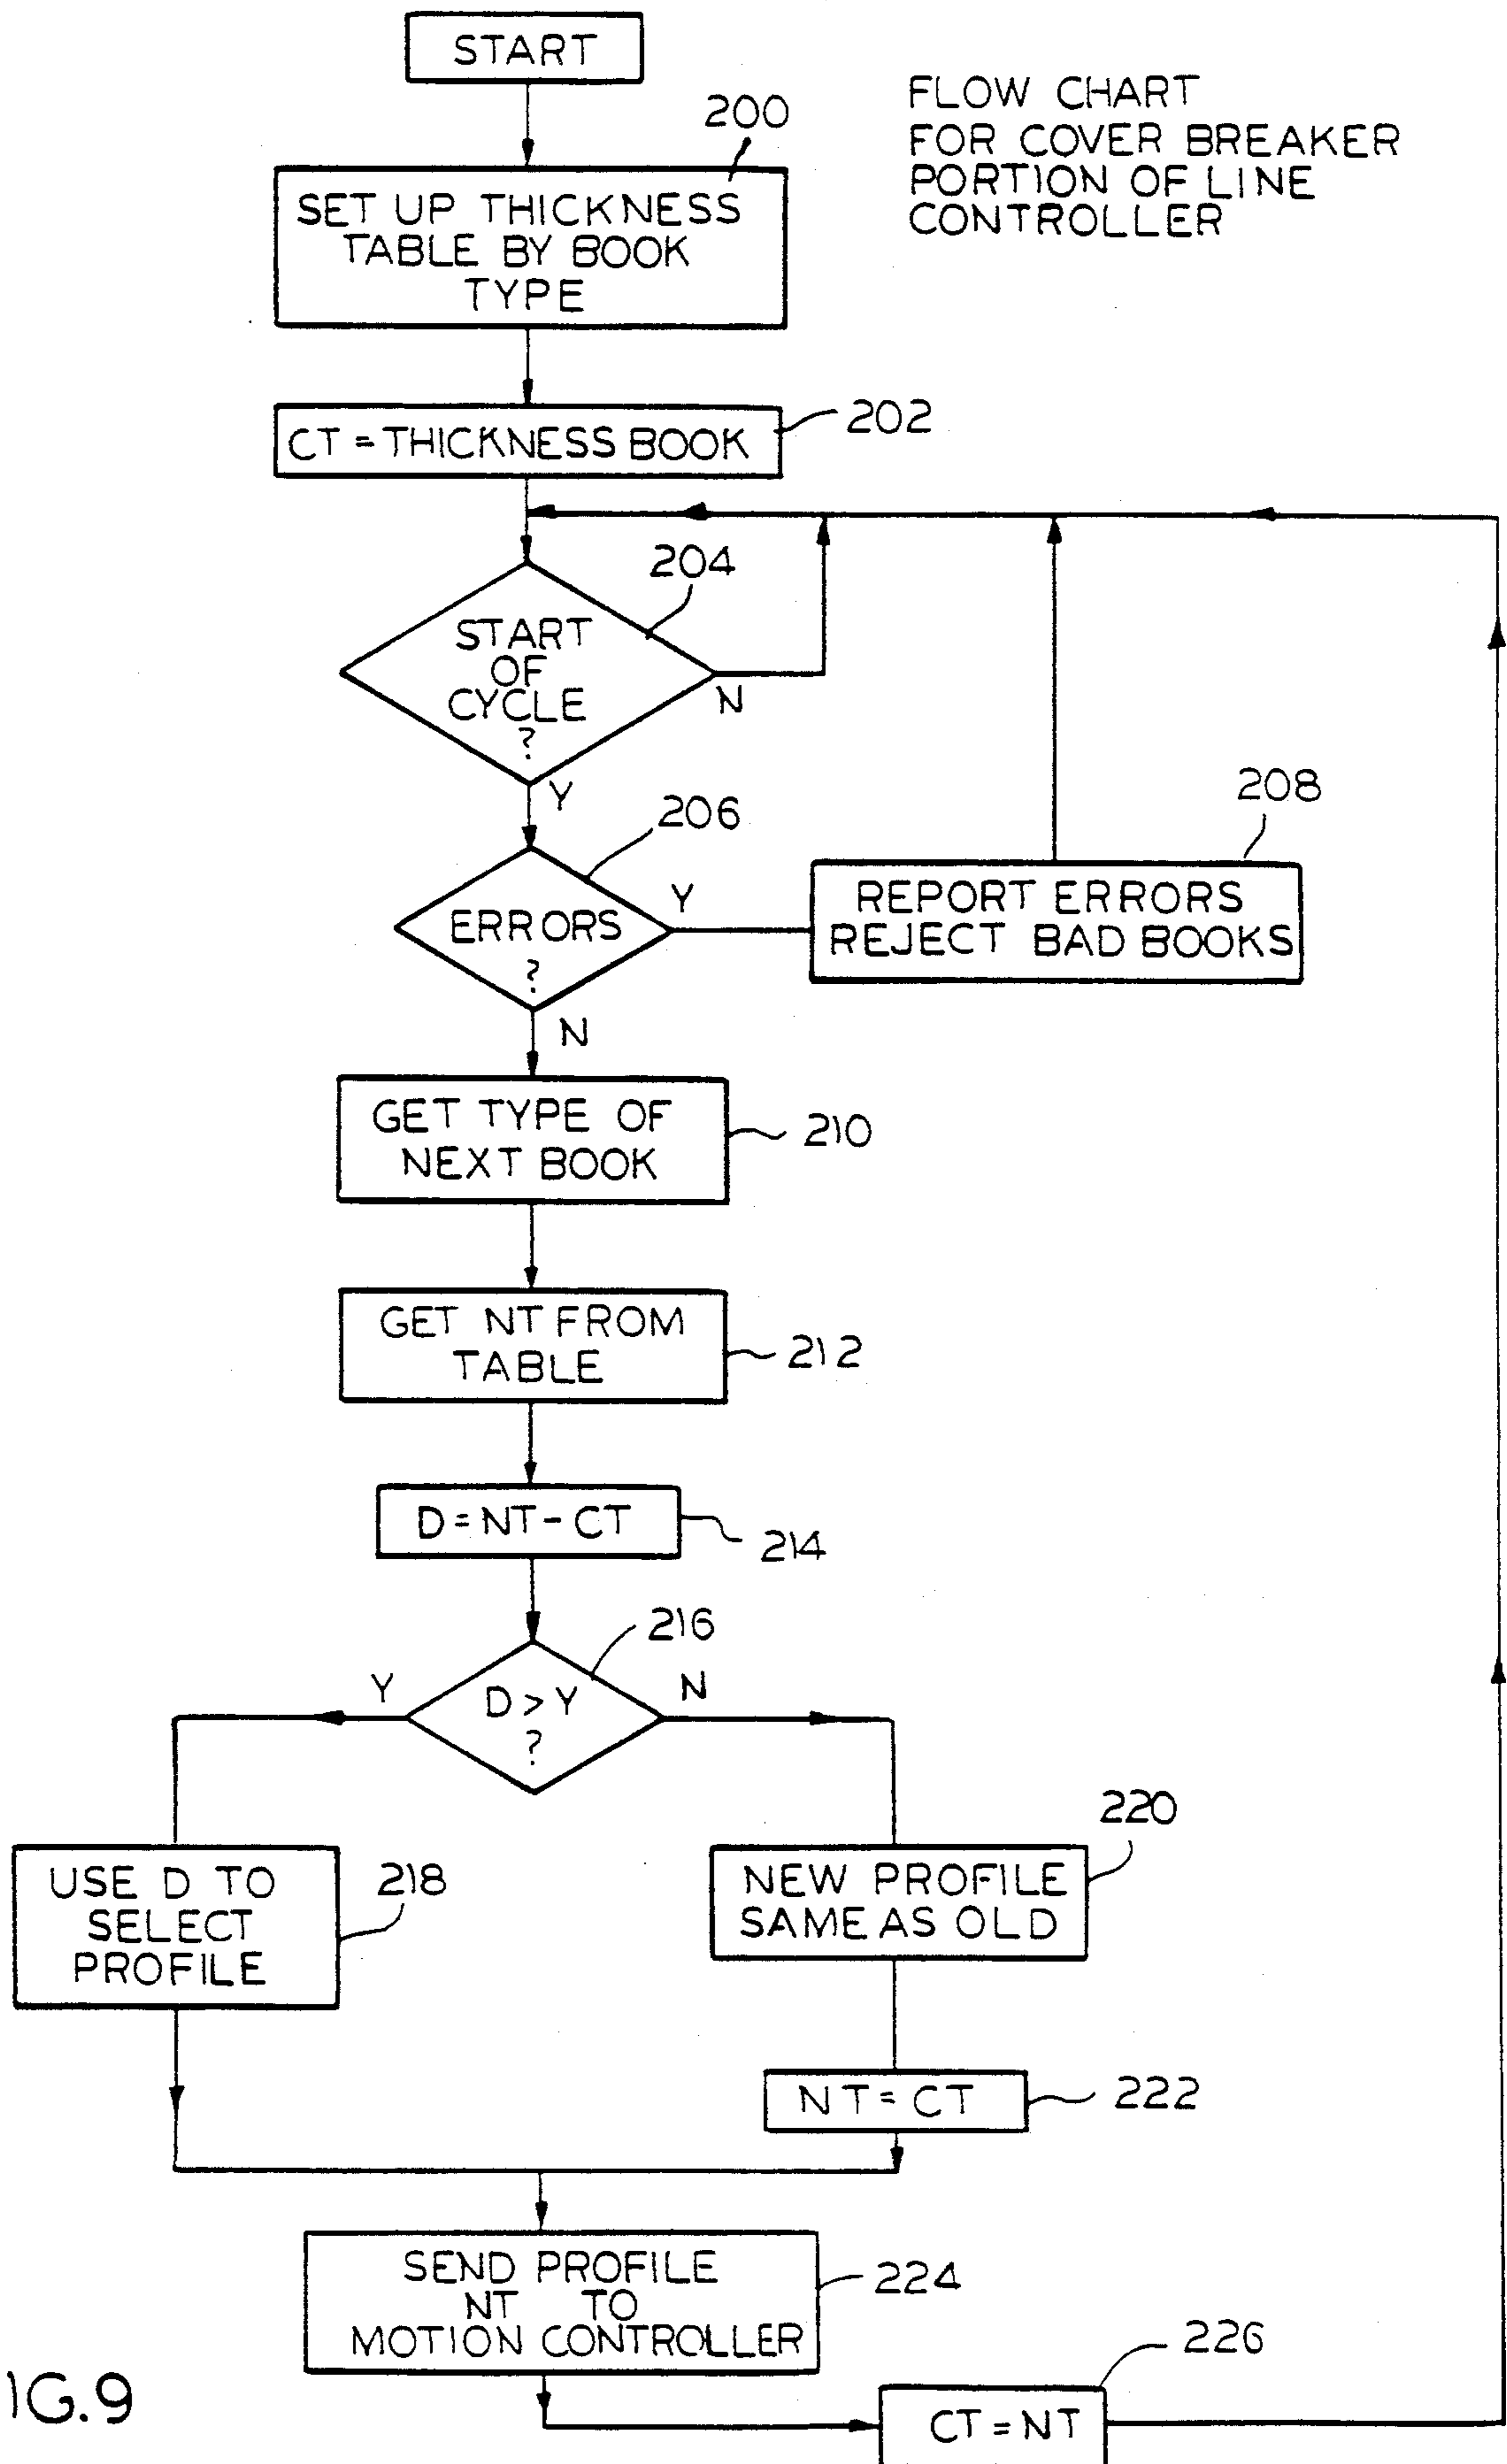 START
FLOW CHART
FOR COVER BREAKER
PORTION OF LINE
CONTROLLER
200
SET UP THICKNESS
TABLE BY BOOK
TYPE
CT = THICKNESS BOOK
202
204
START
OF
CYCLE
?
N
Y
206
208
ERRORS
?
Y
REPORT ERRORS
REJECT BAD BOOKS
N
GET TYPE OF
NEXT BOOK
210
GET NT FROM
TABLE
212
D = NT - CT
214
216
Y
D > Y
?
N
220
USE D TO
SELECT
PROFILE
218
NEW PROFILE
SAME AS OLD
NT = CT
222
SEND PROFILE
NT TO
MOTION CONTROLLER
224
226
CT = NT
IG.9